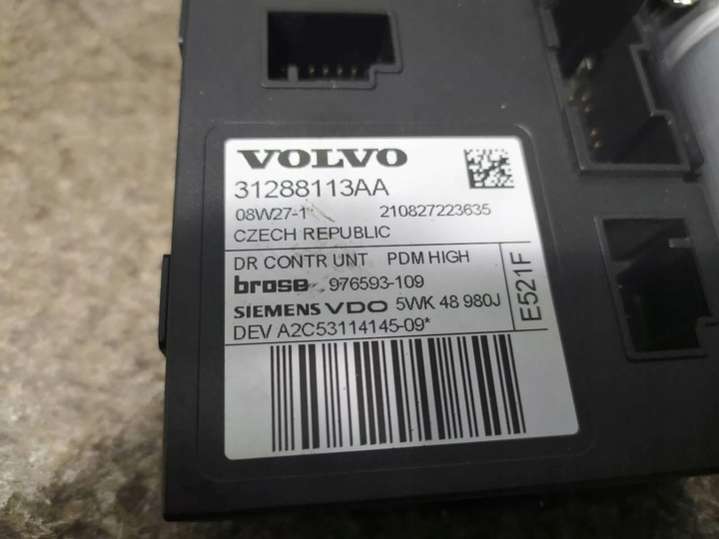 VOLVO
31288113AA
08W27-1 210827223635
CZECH REPUBLIC
DR CONTR UNT PDM HIGH
brose 976593-109
SIEMENS VDO 5WK 48 980J
DEV A2C53114145-09*
E521F